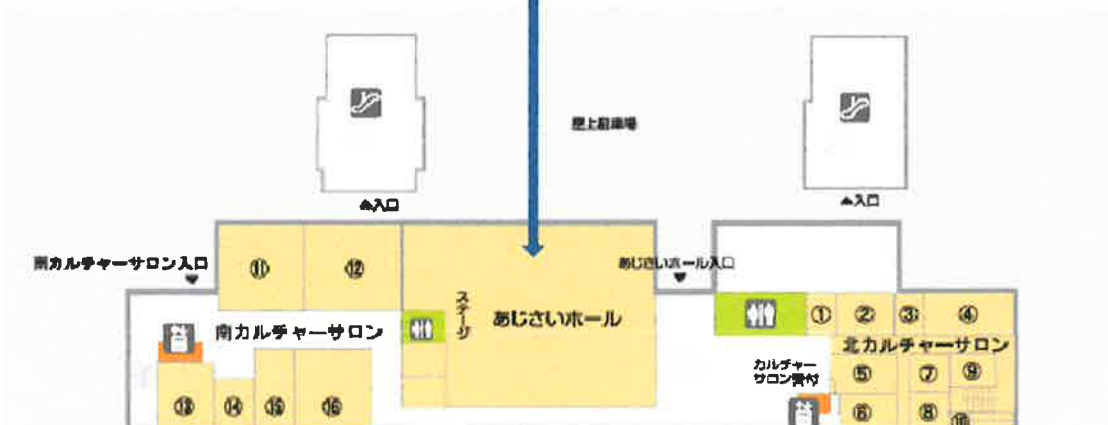 屋上駐車場
▲入口
▲入口
南カルチャーサロン入口
▼
⑪
⑫
あじさいホール入口
▼
ステージ
あじさいホール
南カルチャーサロン
①
②
③
④
北カルチャーサロン
カルチャー
サロン受付
⑤
⑦
⑨
⑬
⑭
⑮
⑯
⑥
⑧
⑩